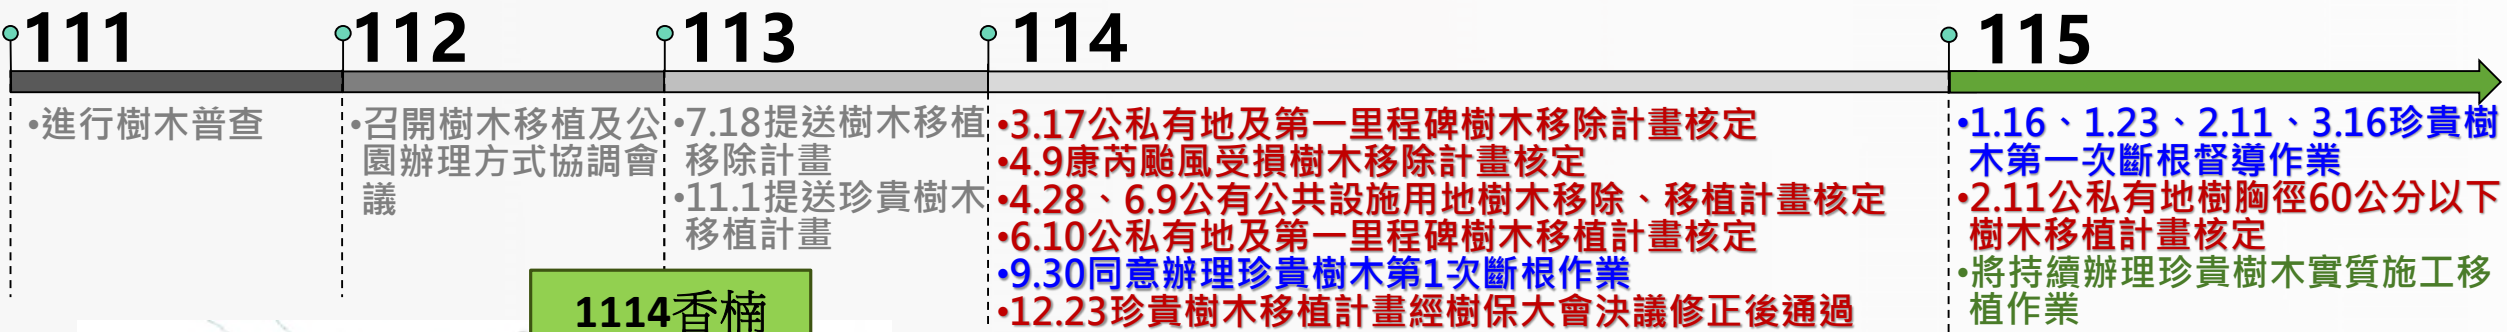 111
•進行樹木普查
112
•召開樹木移植及公
園辦理方式協調會
議
113
•7.18提送樹木移植
移除計畫
•11.1提送珍貴樹木
移植計畫
1114香楠
114
•3.17公私有地及第一里程碑樹木移除計畫核定
•4.9康芮颱風受損樹木移除計畫核定
•4.28、6.9公有公共設施用地樹木移除、移植計畫核定
•6.10公私有地及第一里程碑樹木移植計畫核定
•9.30同意辦理珍貴樹木第1次斷根作業
•12.23珍貴樹木移植計畫經樹保大會決議修正後通過
115
•1.16、1.23、2.11、3.16珍貴樹
木第一次斷根督導作業
•2.11公私有地樹胸徑60公分以下
樹木移植計畫核定
•將持續辦理珍貴樹木實質施工移
植作業